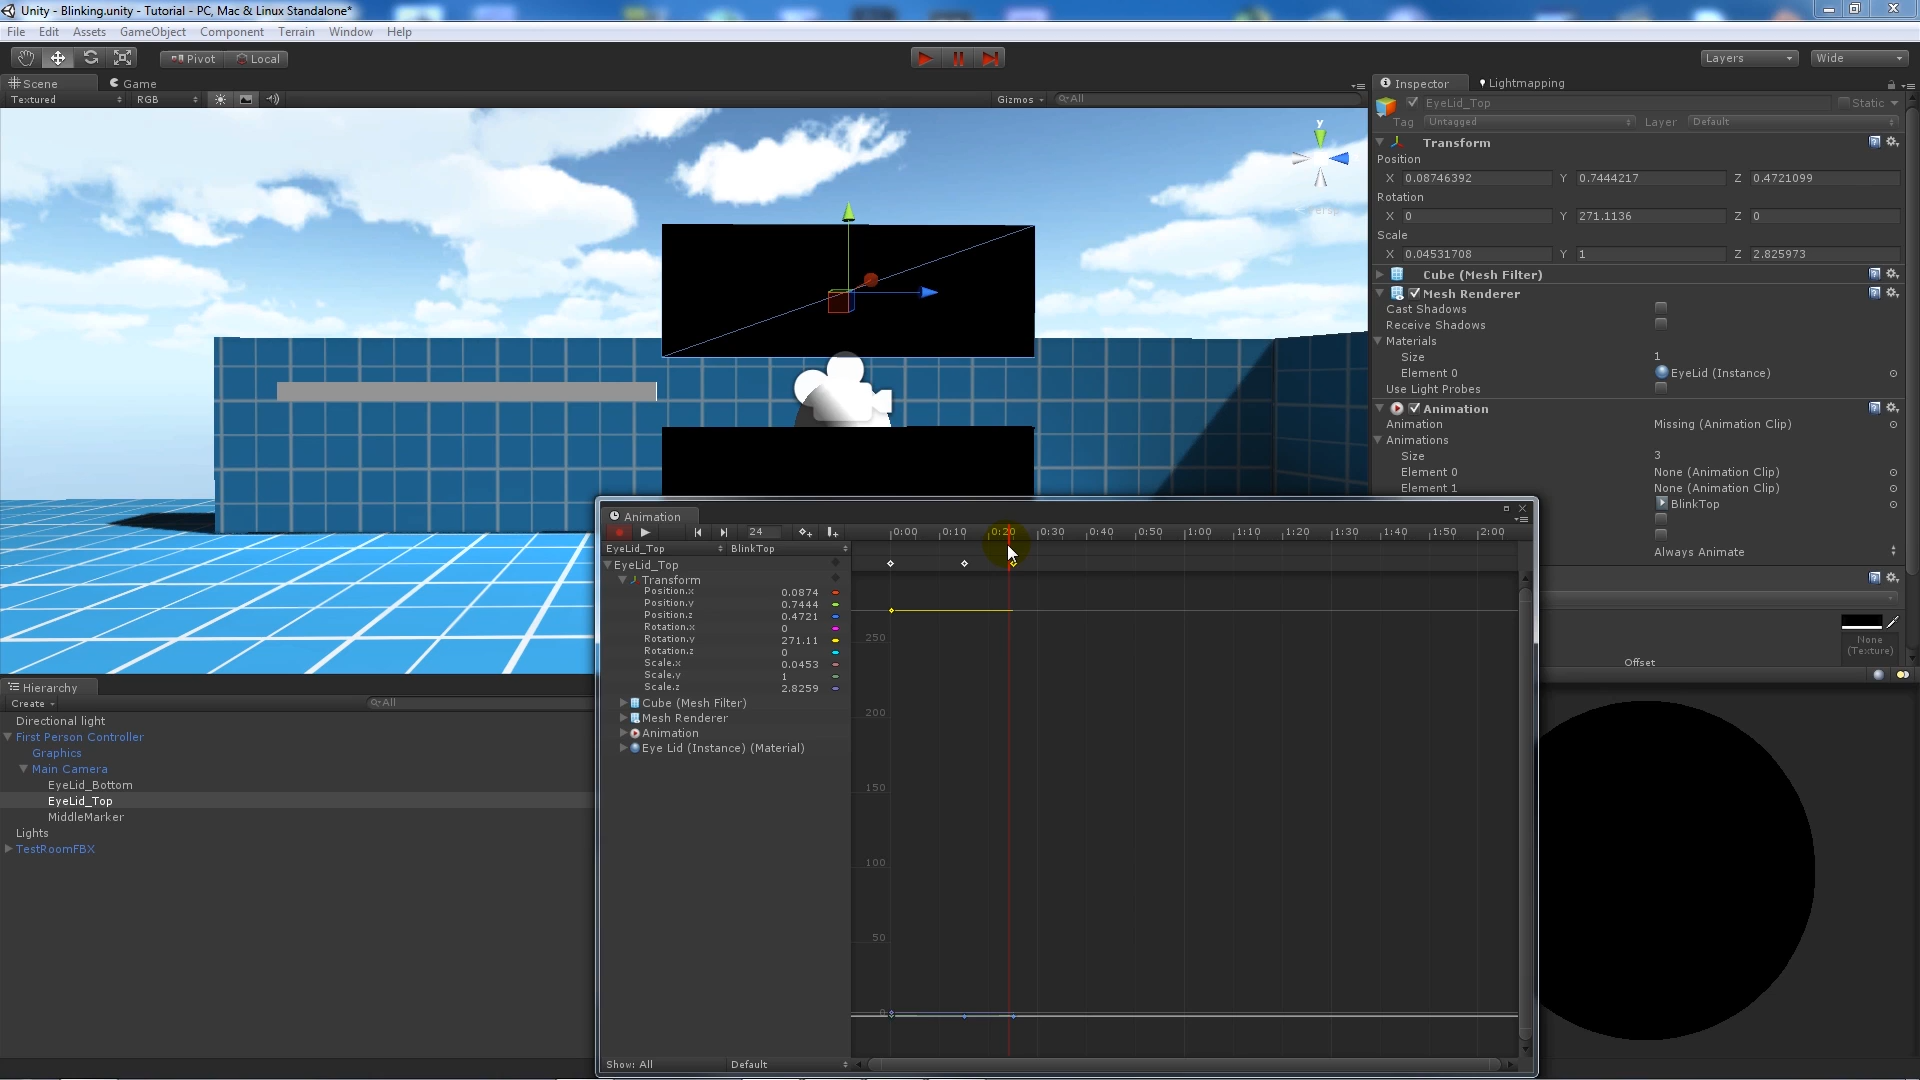 Unity - Blinking.unity - Tutorial - PC, Mac & Linux Standalone*
File Edit Assets GameObject Component Terrain Window Help
Pivot Local Layers Wide
Scene Game
Textured RGB Gizmos All
y
Inspector Lightmapping
EyeLid_Top Static
Tag Untagged Layer Default
Transform
Position
X 0.08746392 Y 0.7444217 Z 0.4721099
Rotation
X 0 Y 271.1136 Z 0
Scale
X 0.04531708 Y 1 Z 2.825973
Cube (Mesh Filter)
Mesh Renderer
Cast Shadows
Receive Shadows
Materials
Size 1
Element 0 EyeLid (Instance)
Use Light Probes
Animation
Animation Missing (Animation Clip)
Animations
Size 3
Element 0 None (Animation Clip)
Element 1 None (Animation Clip)
BlinkTop
Always Animate
None
(Texture)
Offset
Hierarchy
Create All
Directional light
First Person Controller
Graphics
Main Camera
EyeLid_Bottom
EyeLid_Top
MiddleMarker
Lights
TestRoomFBX
Animation
24 0:00 0:10 0:20 0:30 0:40 0:50 1:00 1:10 1:20 1:30 1:40 1:50 2:00
EyeLid_Top BlinkTop
EyeLid_Top
Transform
Position.x 0.0874
Position.y 0.7444
Position.z 0.4721
Rotation.x 0
Rotation.y 271.11
Rotation.z 0
Scale.x 0.0453
Scale.y 1
Scale.z 2.8259
Cube (Mesh Filter)
Mesh Renderer
Animation
Eye Lid (Instance) (Material)
250
200
150
100
50
0
Show: All Default